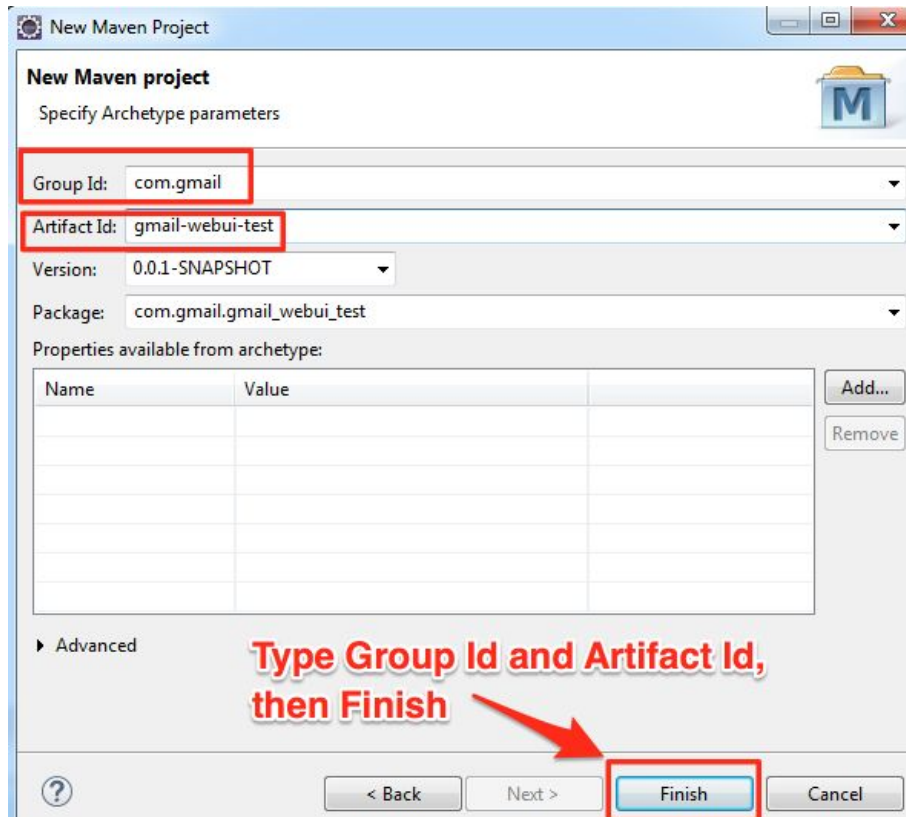 New Maven Project
New Maven project
Specify Archetype parameters
M
Group Id: com.gmail
Artifact Id: gmail-webui-test
Version: 0.0.1-SNAPSHOT
Package: com.gmail.gmail_webui_test
Properties available from archetype:
Name Value
Add...
Remove
Advanced
Type Group Id and Artifact Id,
then Finish
? < Back Next > Finish Cancel